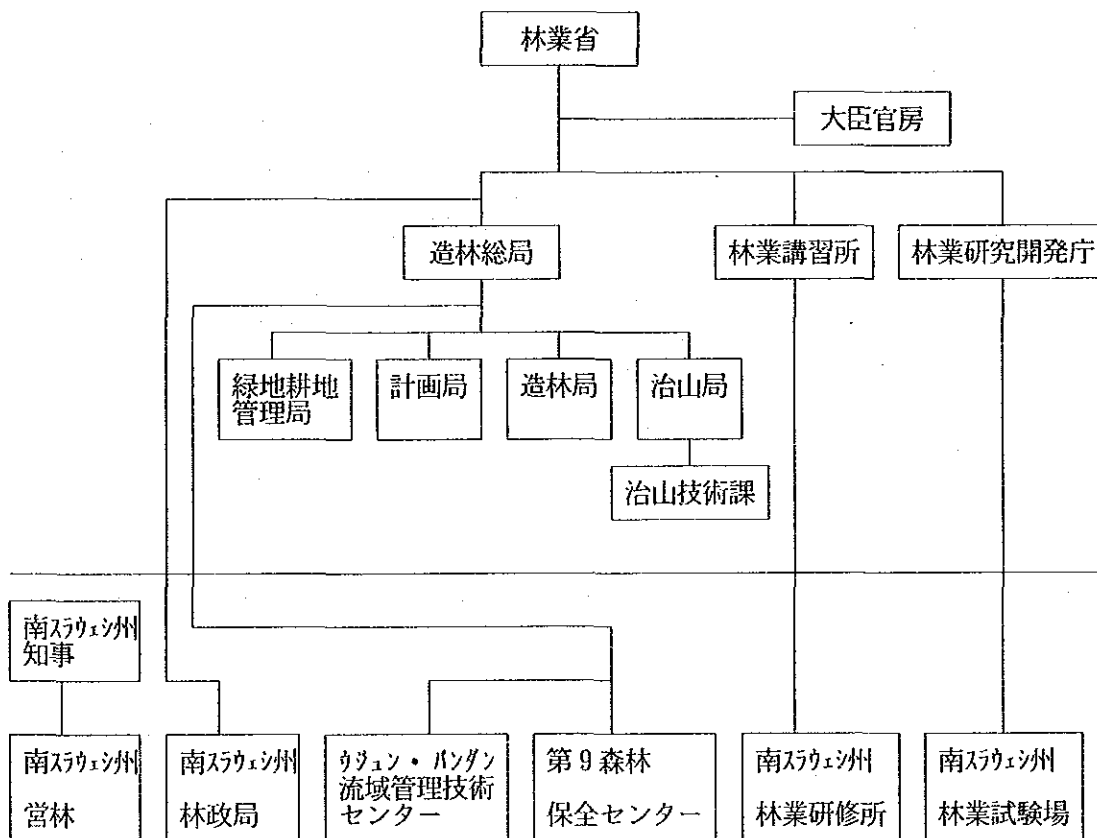 林業省
大臣官房
造林総局
林業講習所
林業研究開発庁
緑地耕地
管理局
計画局
造林局
治山局
治山技術課
南スラウェシ州
知事
南スラウェシ州
営林
南スラウェシ州
林政局
ウジュン・パンダン
流域管理技術
センター
第9森林
保全センター
南スラウェシ州
林業研修所
南スラウェシ州
林業試験場